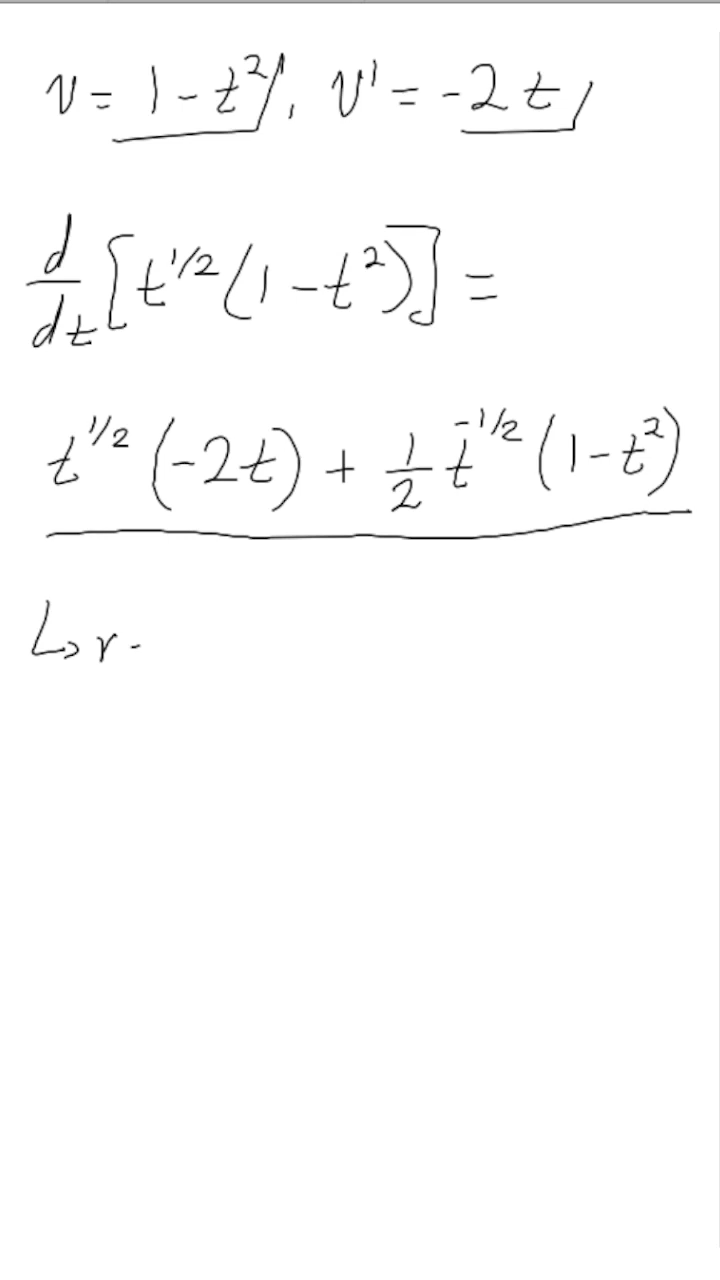 v = 1 - t², v' = -2t
d/dt [t^1/2 (1 - t²)] =
t^1/2 (-2t) + 1/2 t^-1/2 (1 - t²)
↳ r -